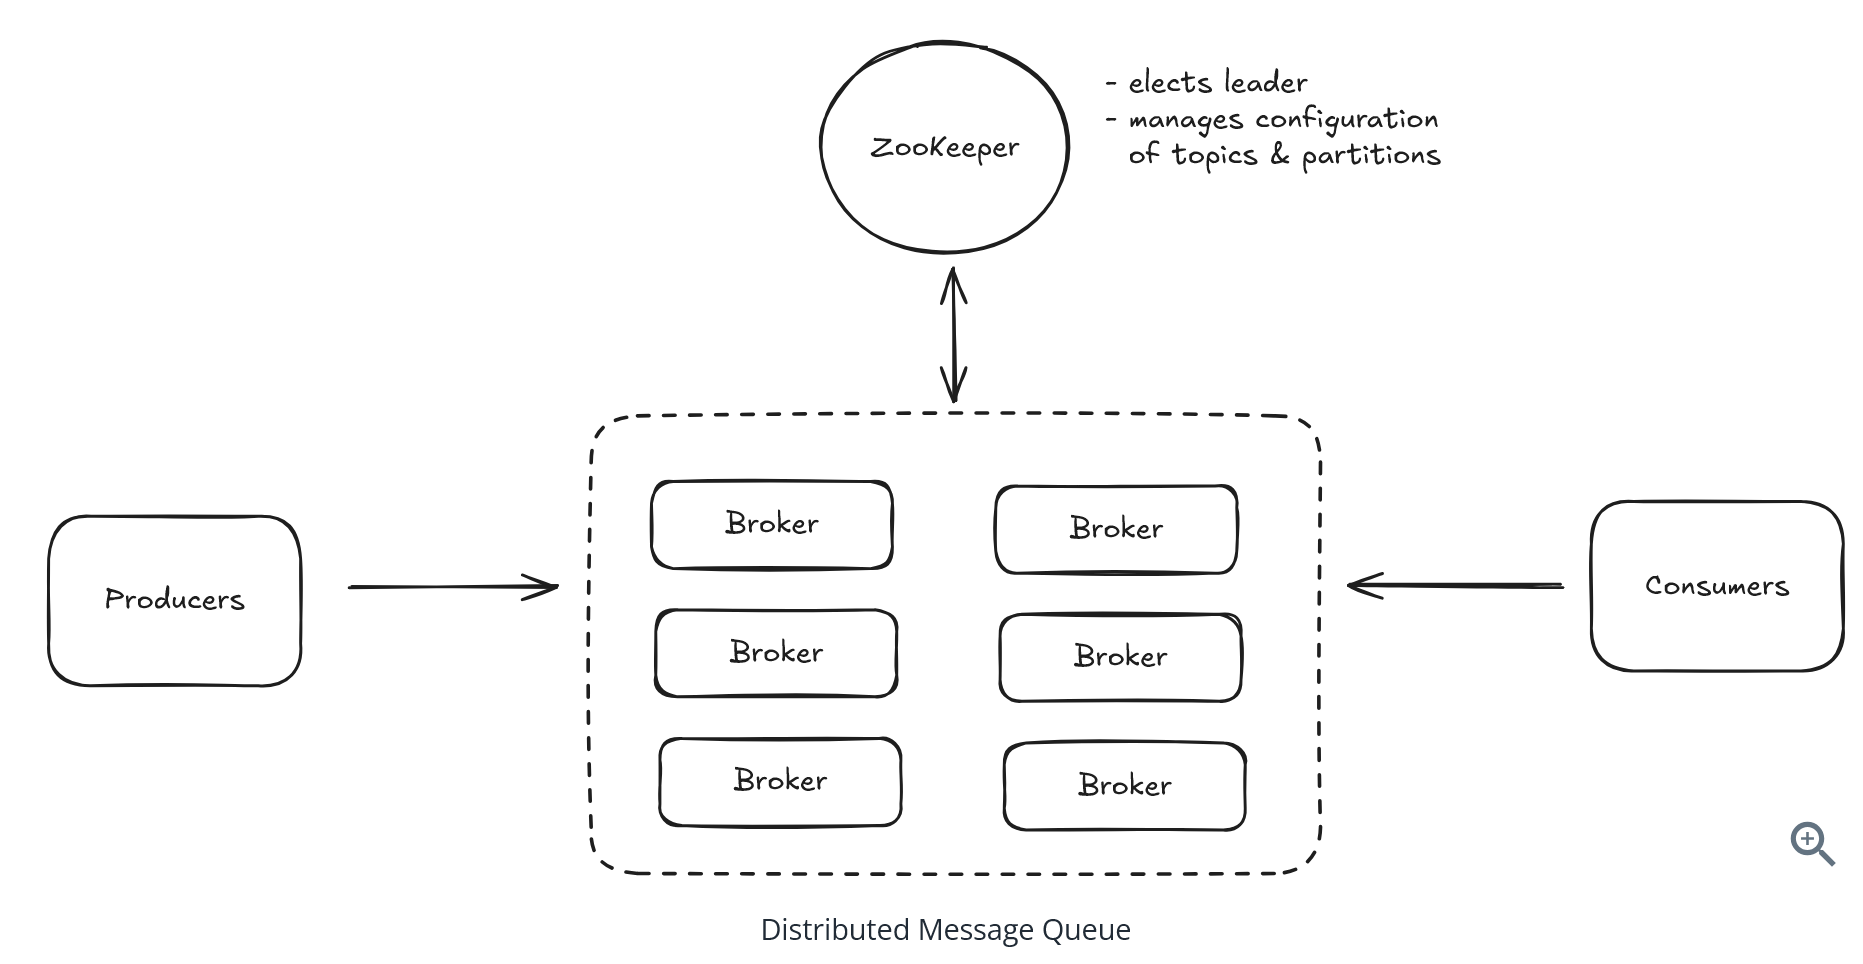 ZooKeeper
- elects leader
- manages configuration
of topics & partitions
Producers
Broker
Broker
Broker
Broker
Broker
Broker
Consumers
Distributed Message Queue